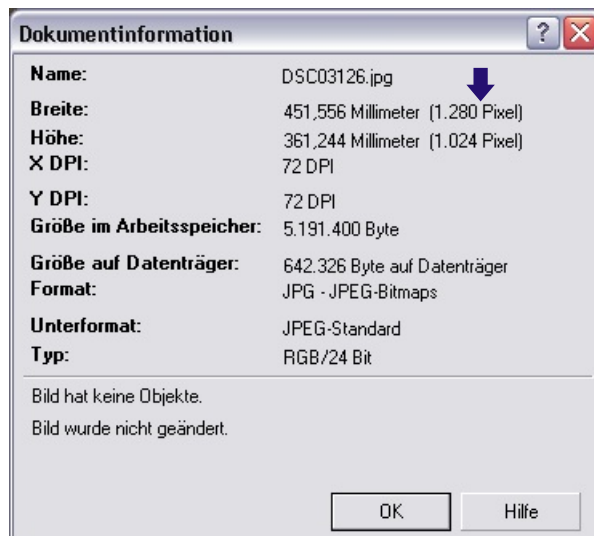 Dokumentinformation
Name: DSC03126.jpg
Breite: 451,556 Millimeter (1.280 Pixel)
Höhe: 361,244 Millimeter (1.024 Pixel)
X DPI: 72 DPI
Y DPI: 72 DPI
Größe im Arbeitsspeicher: 5.191.400 Byte
Größe auf Datenträger: 642.326 Byte auf Datenträger
Format: JPG - JPEG-Bitmaps
Unterformat: JPEG-Standard
Typ: RGB/24 Bit
Bild hat keine Objekte.
Bild wurde nicht geändert.
OK Hilfe